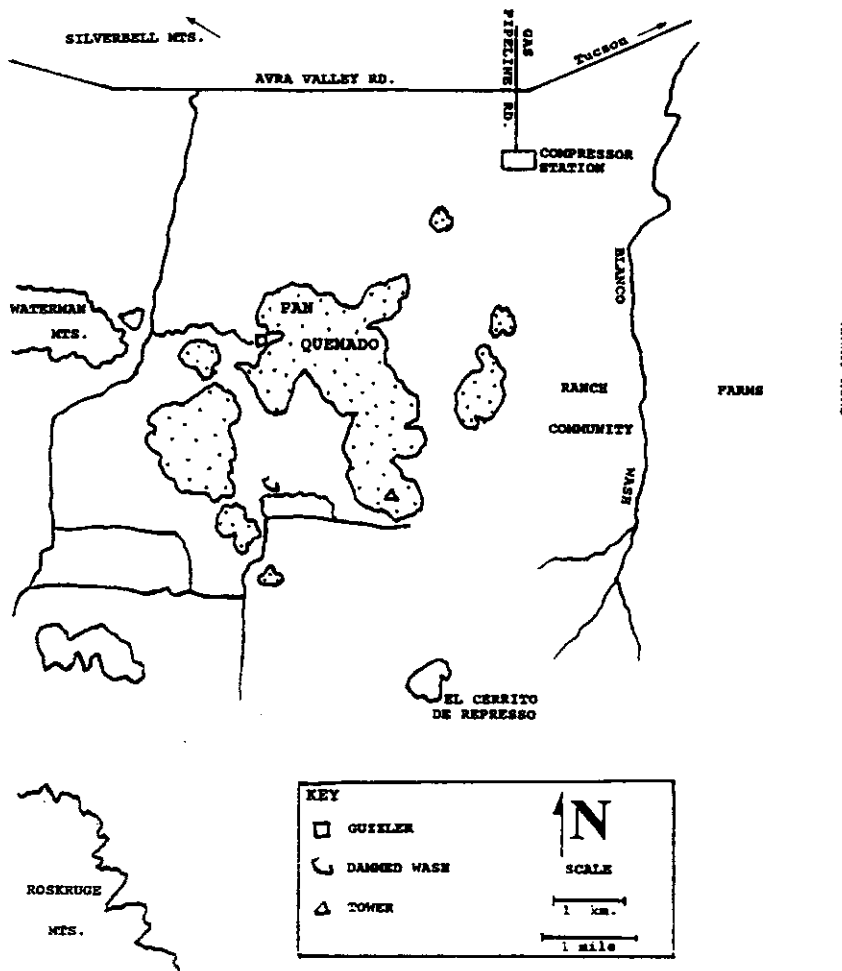 SILVERBELL MTS.
GAS
PIPELINE RD.
Tucson
AVRA VALLEY RD.
COMPRESSOR
STATION
BLANCO
WASH
WATERMAN
MTS.
PAN
QUEMADO
RANCH
COMMUNITY
FARMS
EL CERRITO
DE REPRESSO
KEY
GUZZLER
DAMMED WASH
TOWER
N
SCALE
1 km.
1 mile
ROSKRUGE
MTS.